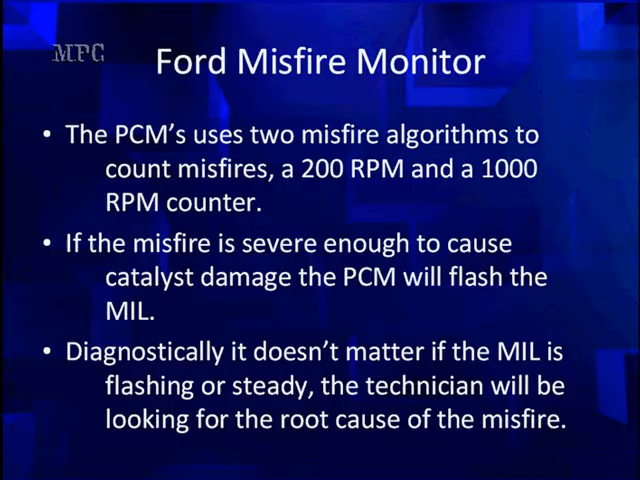 MPC
Ford Misfire Monitor
• The PCM's uses two misfire algorithms to
count misfires, a 200 RPM and a 1000
RPM counter.
• If the misfire is severe enough to cause
catalyst damage the PCM will flash the
MIL.
• Diagnostically it doesn't matter if the MIL is
flashing or steady, the technician will be
looking for the root cause of the misfire.